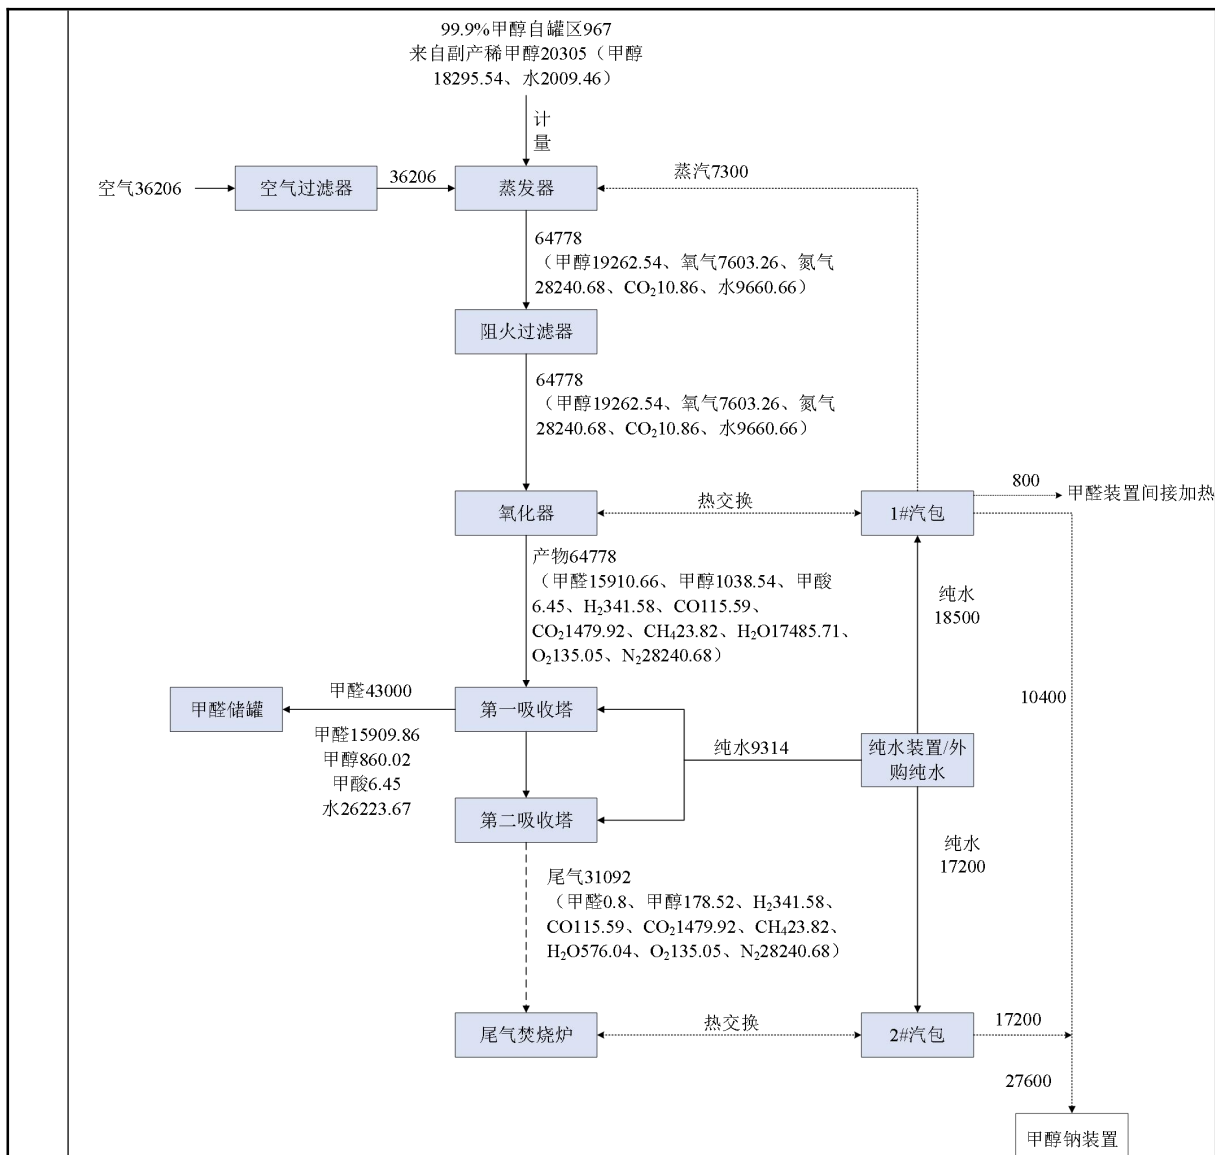 99.9%甲醇自罐区967
来自副产稀甲醇20305（甲醇
18295.54、水2009.46）
计
量
空气36206
空气过滤器
36206
蒸发器
蒸汽7300
64778
（甲醇19262.54、氧气7603.26、氮气
28240.68、CO₂10.86、水9660.66）
阻火过滤器
64778
（甲醇19262.54、氧气7603.26、氮气
28240.68、CO₂10.86、水9660.66）
氧化器
热交换
1#汽包
800
甲醛装置间接加热
产物64778
（甲醛15910.66、甲醇1038.54、甲酸
6.45、H₂341.58、CO115.59、
CO₂1479.92、CH₄23.82、H₂O17485.71、
O₂135.05、N₂28240.68）
纯水
18500
10400
甲醛储罐
甲醛43000
第一吸收塔
甲醛15909.86
甲醇860.02
甲酸6.45
水26223.67
纯水9314
纯水装置/外
购纯水
第二吸收塔
纯水
17200
尾气31092
（甲醛0.8、甲醇178.52、H₂341.58、
CO115.59、CO₂1479.92、CH₄23.82、
H₂O576.04、O₂135.05、N₂28240.68）
尾气焚烧炉
热交换
2#汽包
17200
27600
甲醇钠装置